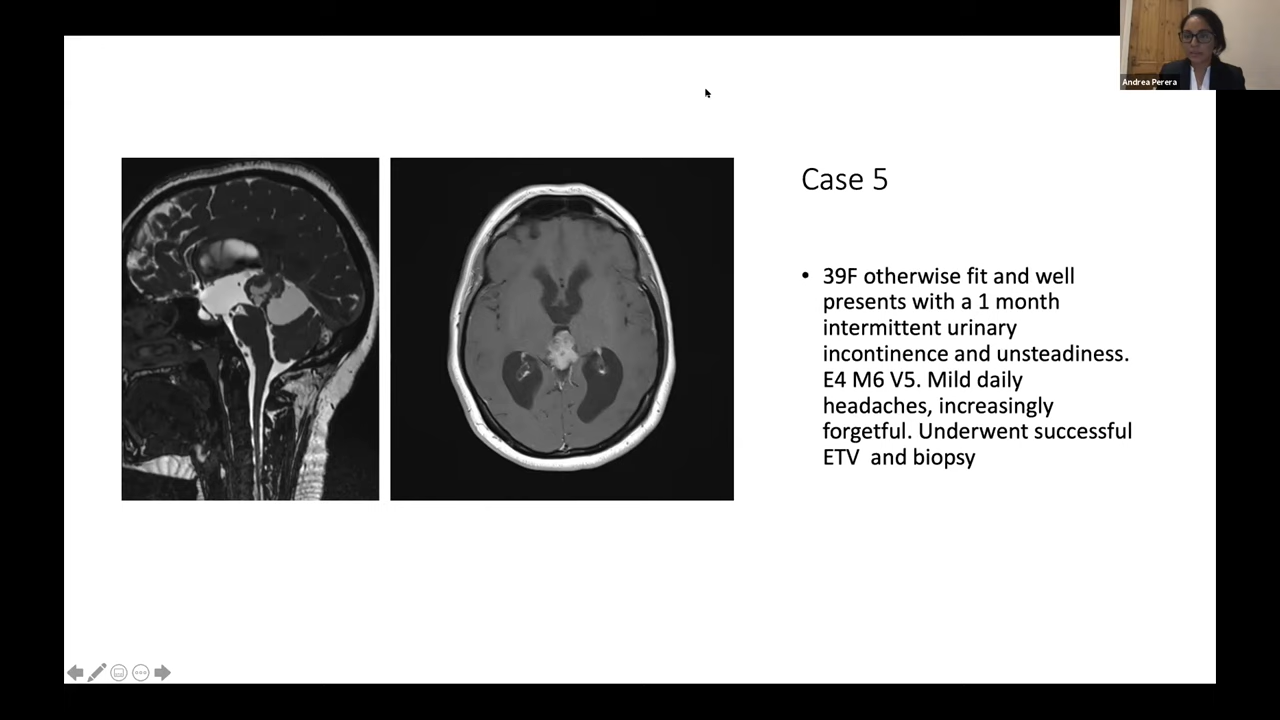 Andrea Perera
Case 5
• 39F otherwise fit and well
presents with a 1 month
intermittent urinary
incontinence and unsteadiness.
E4 M6 V5. Mild daily
headaches, increasingly
forgetful. Underwent successful
ETV and biopsy